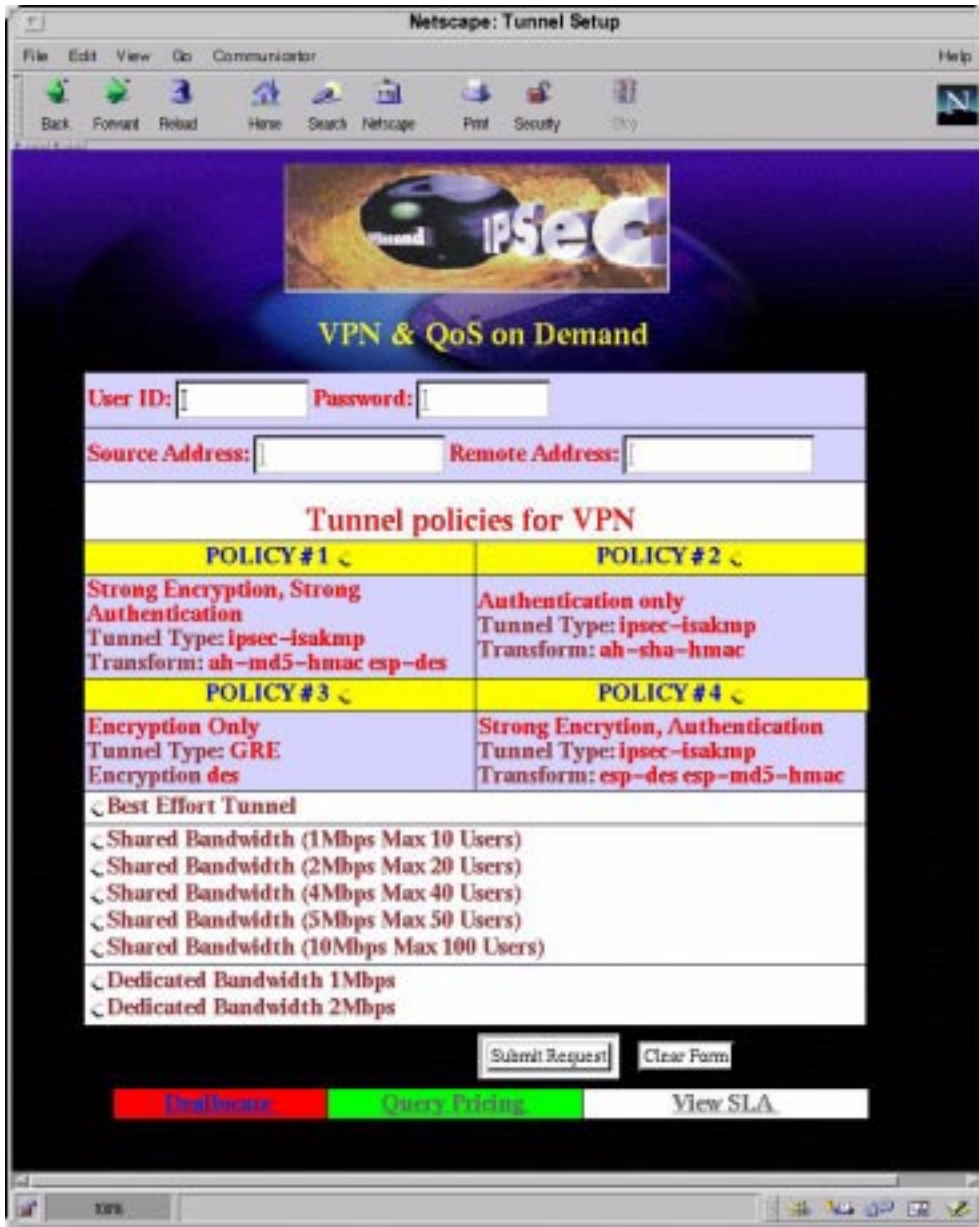 Netscape: Tunnel Setup
File Edit View Go Communicator Help
Back Forward Reload Home Search Netscape Print Security Stop
IPSec
VPN & QoS on Demand
User ID: Password:
Source Address: Remote Address:
Tunnel policies for VPN
POLICY #1 POLICY #2
Strong Encryption, Strong
Authentication
Tunnel Type: ipsec-isakmp
Transform: ah-md5-hmac esp-des
Authentication only
Tunnel Type: ipsec-isakmp
Transform: ah-sha-hmac
POLICY #3 POLICY #4
Encryption Only
Tunnel Type: GRE
Encryption des
Strong Encrytion, Authentication
Tunnel Type: ipsec-isakmp
Transform: esp-des esp-md5-hmac
Best Effort Tunnel
Shared Bandwidth (1Mbps Max 10 Users)
Shared Bandwidth (2Mbps Max 20 Users)
Shared Bandwidth (4Mbps Max 40 Users)
Shared Bandwidth (5Mbps Max 50 Users)
Shared Bandwidth (10Mbps Max 100 Users)
Dedicated Bandwidth 1Mbps
Dedicated Bandwidth 2Mbps
Submit Request Clear Form
Deallocate Query Pricing View SLA
100%